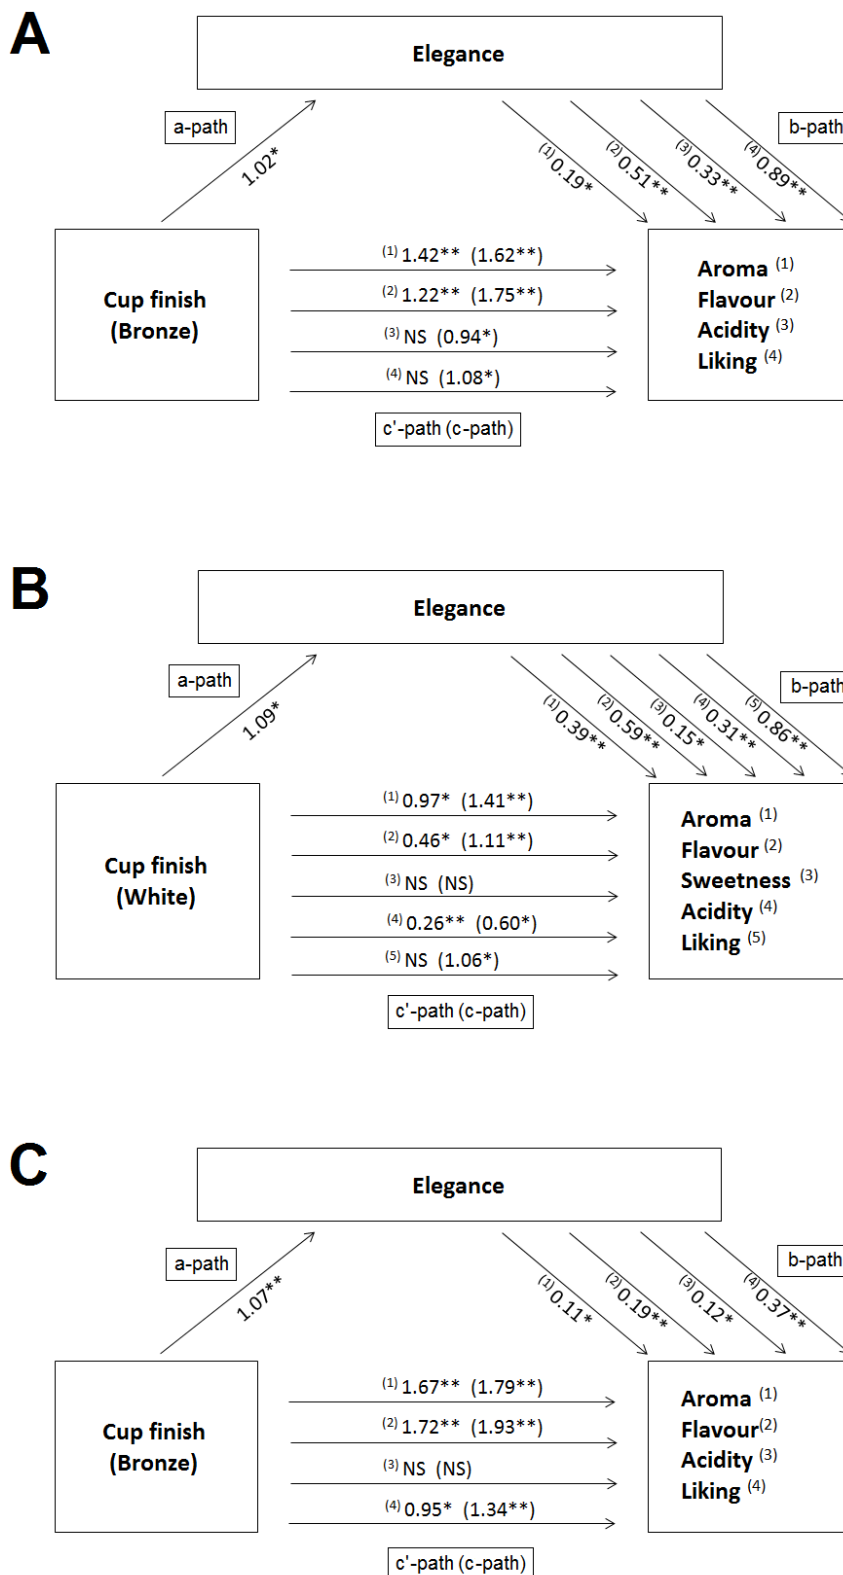 A
Elegance
a-path
b-path
1.02*
(1) 0.19*
(2) 0.51**
(3) 0.33**
(4) 0.89**
Cup finish
(Bronze)
(1) 1.42** (1.62**)
(2) 1.22** (1.75**)
(3) NS (0.94*)
(4) NS (1.08*)
c'-path (c-path)
Aroma (1)
Flavour (2)
Acidity (3)
Liking (4)
B
Elegance
a-path
b-path
1.09*
(1) 0.39**
(2) 0.59**
(3) 0.15*
(4) 0.31**
(5) 0.86**
Cup finish
(White)
(1) 0.97* (1.41**)
(2) 0.46* (1.11**)
(3) NS (NS)
(4) 0.26** (0.60*)
(5) NS (1.06*)
c'-path (c-path)
Aroma (1)
Flavour (2)
Sweetness (3)
Acidity (4)
Liking (5)
C
Elegance
a-path
b-path
1.07**
(1) 0.11*
(2) 0.19**
(3) 0.12*
(4) 0.37**
Cup finish
(Bronze)
(1) 1.67** (1.79**)
(2) 1.72** (1.93**)
(3) NS (NS)
(4) 0.95* (1.34**)
c'-path (c-path)
Aroma (1)
Flavour(2)
Acidity (3)
Liking (4)